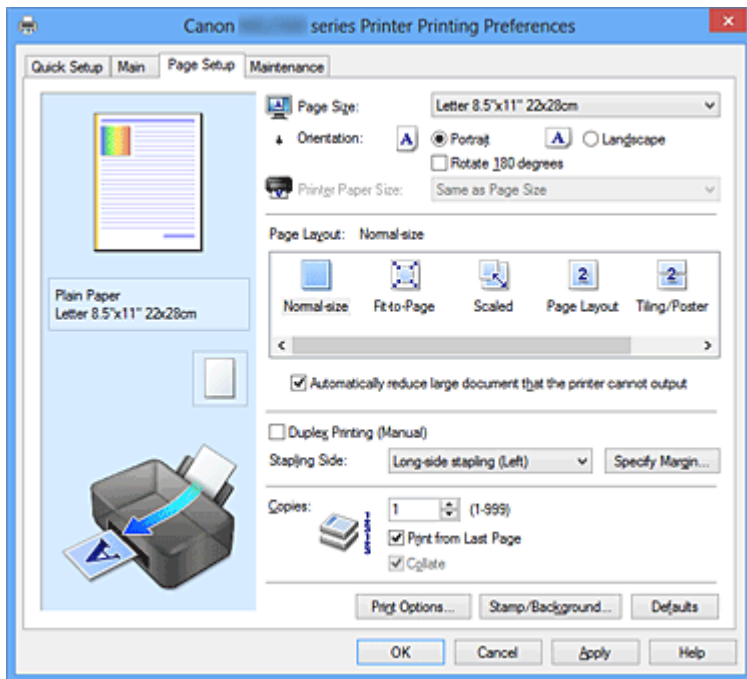 Canon series Printer Printing Preferences
Quick Setup Main Page Setup Maintenance
Page Size: Letter 8.5"x11" 22x28cm
Orientation: A Portrait A Landscape
Rotate 180 degrees
Printer Paper Size: Same as Page Size
Page Layout: Normal-size
2 2
Normal-size Fit-to-Page Scaled Page Layout Tiling/Poster
Plain Paper
Letter 8.5"x11" 22x28cm
Automatically reduce large document that the printer cannot output
Duplex Printing (Manual)
Stapling Side: Long-side stapling (Left) Specify Margin...
Copies: 1 (1-999)
Print from Last Page
Collate
A
Print Options... Stamp/Background... Defaults
OK Cancel Apply Help